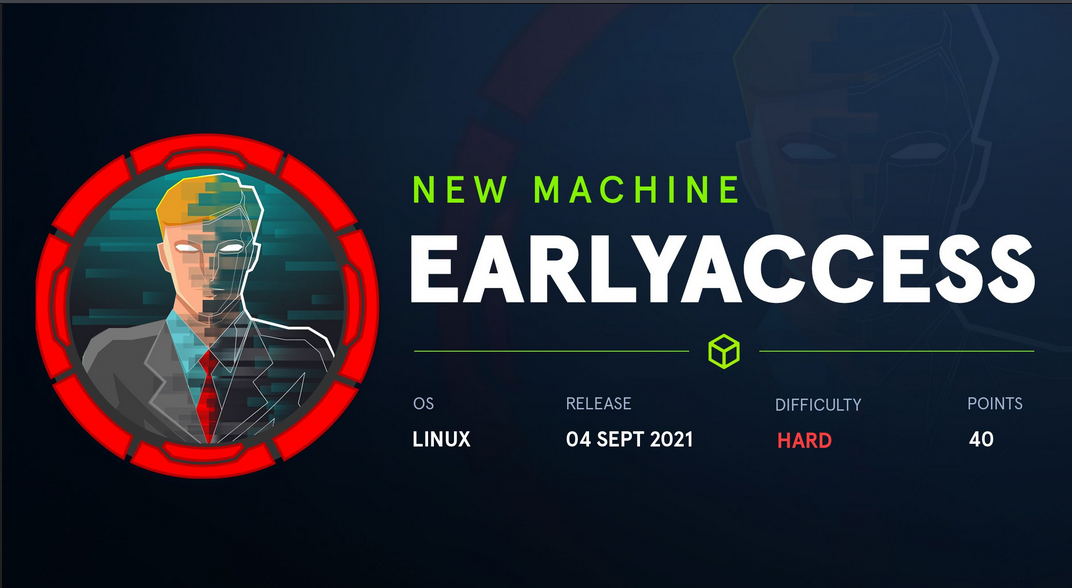 NEW MACHINE
EARLYACCESS
OS RELEASE DIFFICULTY POINTS
LINUX 04 SEPT 2021 HARD 40